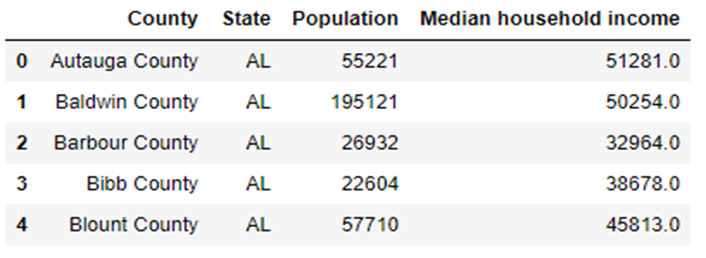 County State Population Median household income
0 Autauga County AL 55221 51281.0
1 Baldwin County AL 195121 50254.0
2 Barbour County AL 26932 32964.0
3 Bibb County AL 22604 38678.0
4 Blount County AL 57710 45813.0